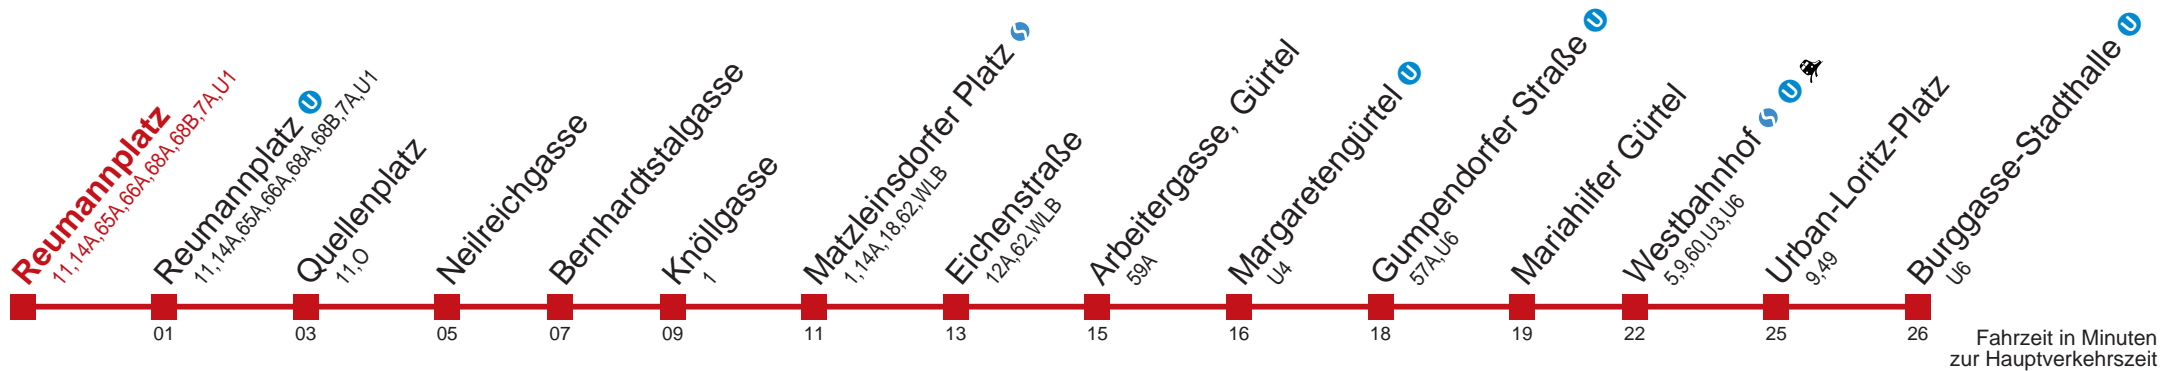 Reumannplatz
11,14A,65A,66A,68A,68B,7A,U1
Reumannplatz U
11,14A,65A,66A,68A,68B,7A,U1
Quellenplatz
11,O
Neilreichgasse
Bernhardtstalgasse
Knöllgasse
1
Matzleinsdorfer Platz
1,14A,18,62,WLB
Eichenstraße
12A,62,WLB
Arbeitergasse, Gürtel
59A
Margaretengürtel U
U4
Gumpendorfer Straße U
57A,U6
Mariahilfer Gürtel
Westbahnhof U
5,9,60,U3,U6
Urban-Loritz-Platz
9,49
Burggasse-Stadthalle U
U6
01 03 05 07 09 11 13 15 16 18 19 22 25 26
Fahrzeit in Minuten
zur Hauptverkehrszeit